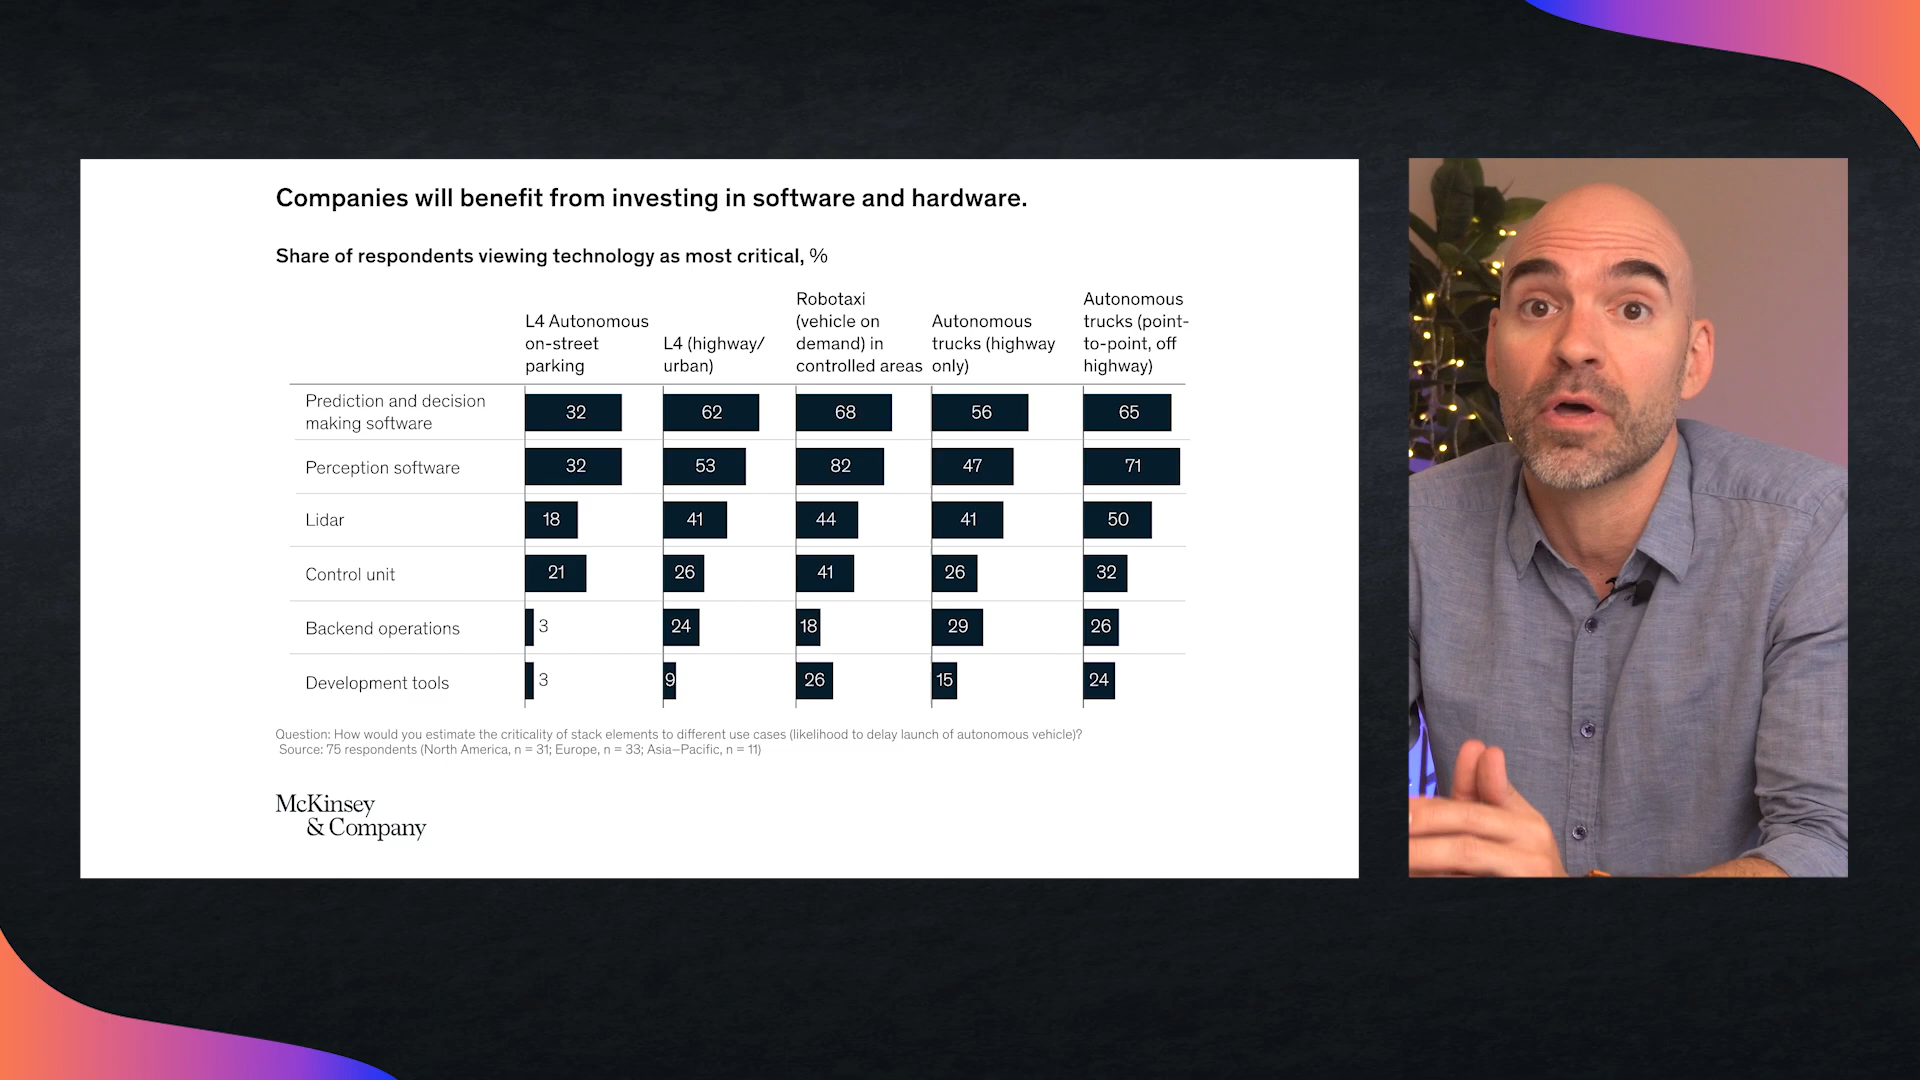 Companies will benefit from investing in software and hardware.
Share of respondents viewing technology as most critical, %
L4 Autonomous
on-street
parking
L4 (highway/
urban)
Robotaxi
(vehicle on
demand) in
controlled areas
Autonomous
trucks (highway
only)
Autonomous
trucks (point-
to-point, off
highway)
Prediction and decision
making software
32 62 68 56 65
Perception software 32 53 82 47 71
Lidar 18 41 44 41 50
Control unit 21 26 41 26 32
Backend operations 3 24 18 29 26
Development tools 3 9 26 15 24
Question: How would you estimate the criticality of stack elements to different use cases (likelihood to delay launch of autonomous vehicle)?
Source: 75 respondents (North America, n = 31; Europe, n = 33; Asia–Pacific, n = 11)
McKinsey
& Company